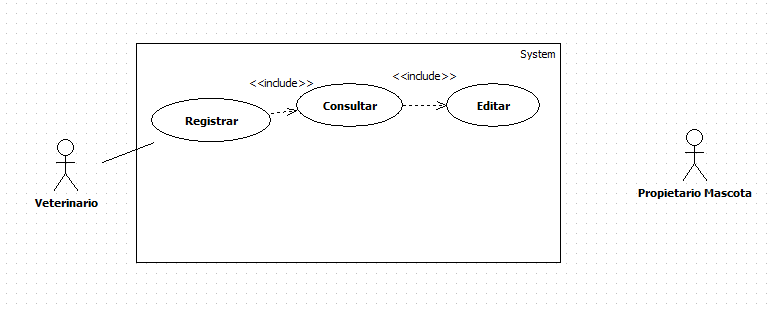 System
<<include>>
<<include>>
Registrar
Consultar
Editar
Veterinario
Propietario Mascota